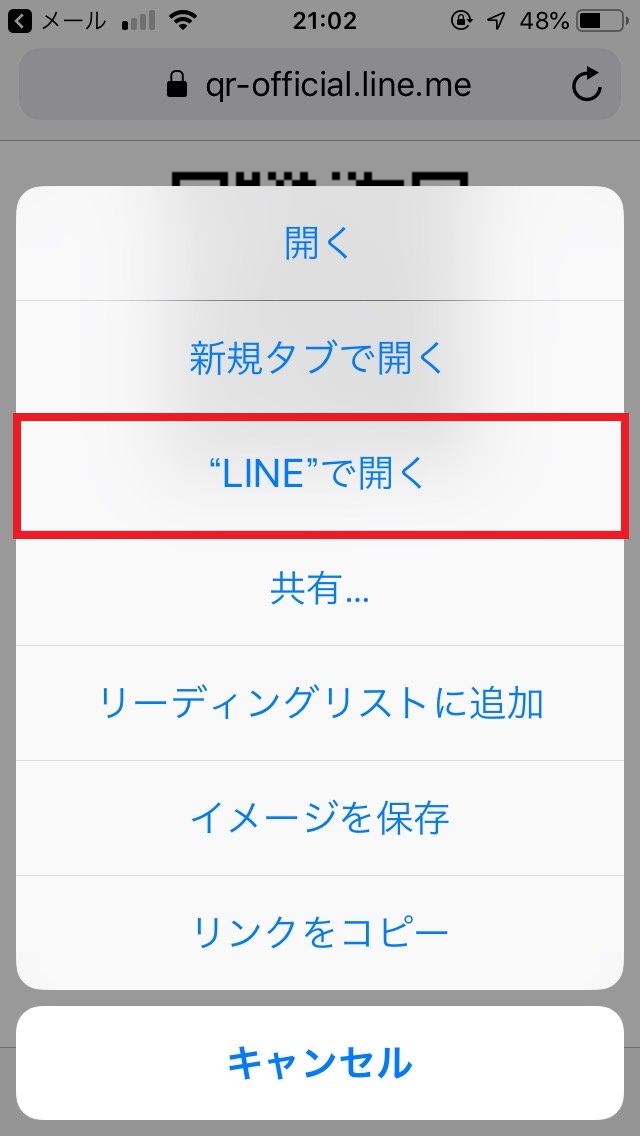 メール 21:02 48%
qr-official.line.me
開く
新規タブで開く
“LINE”で開く
共有...
リーディングリストに追加
イメージを保存
リンクをコピー
キャンセル